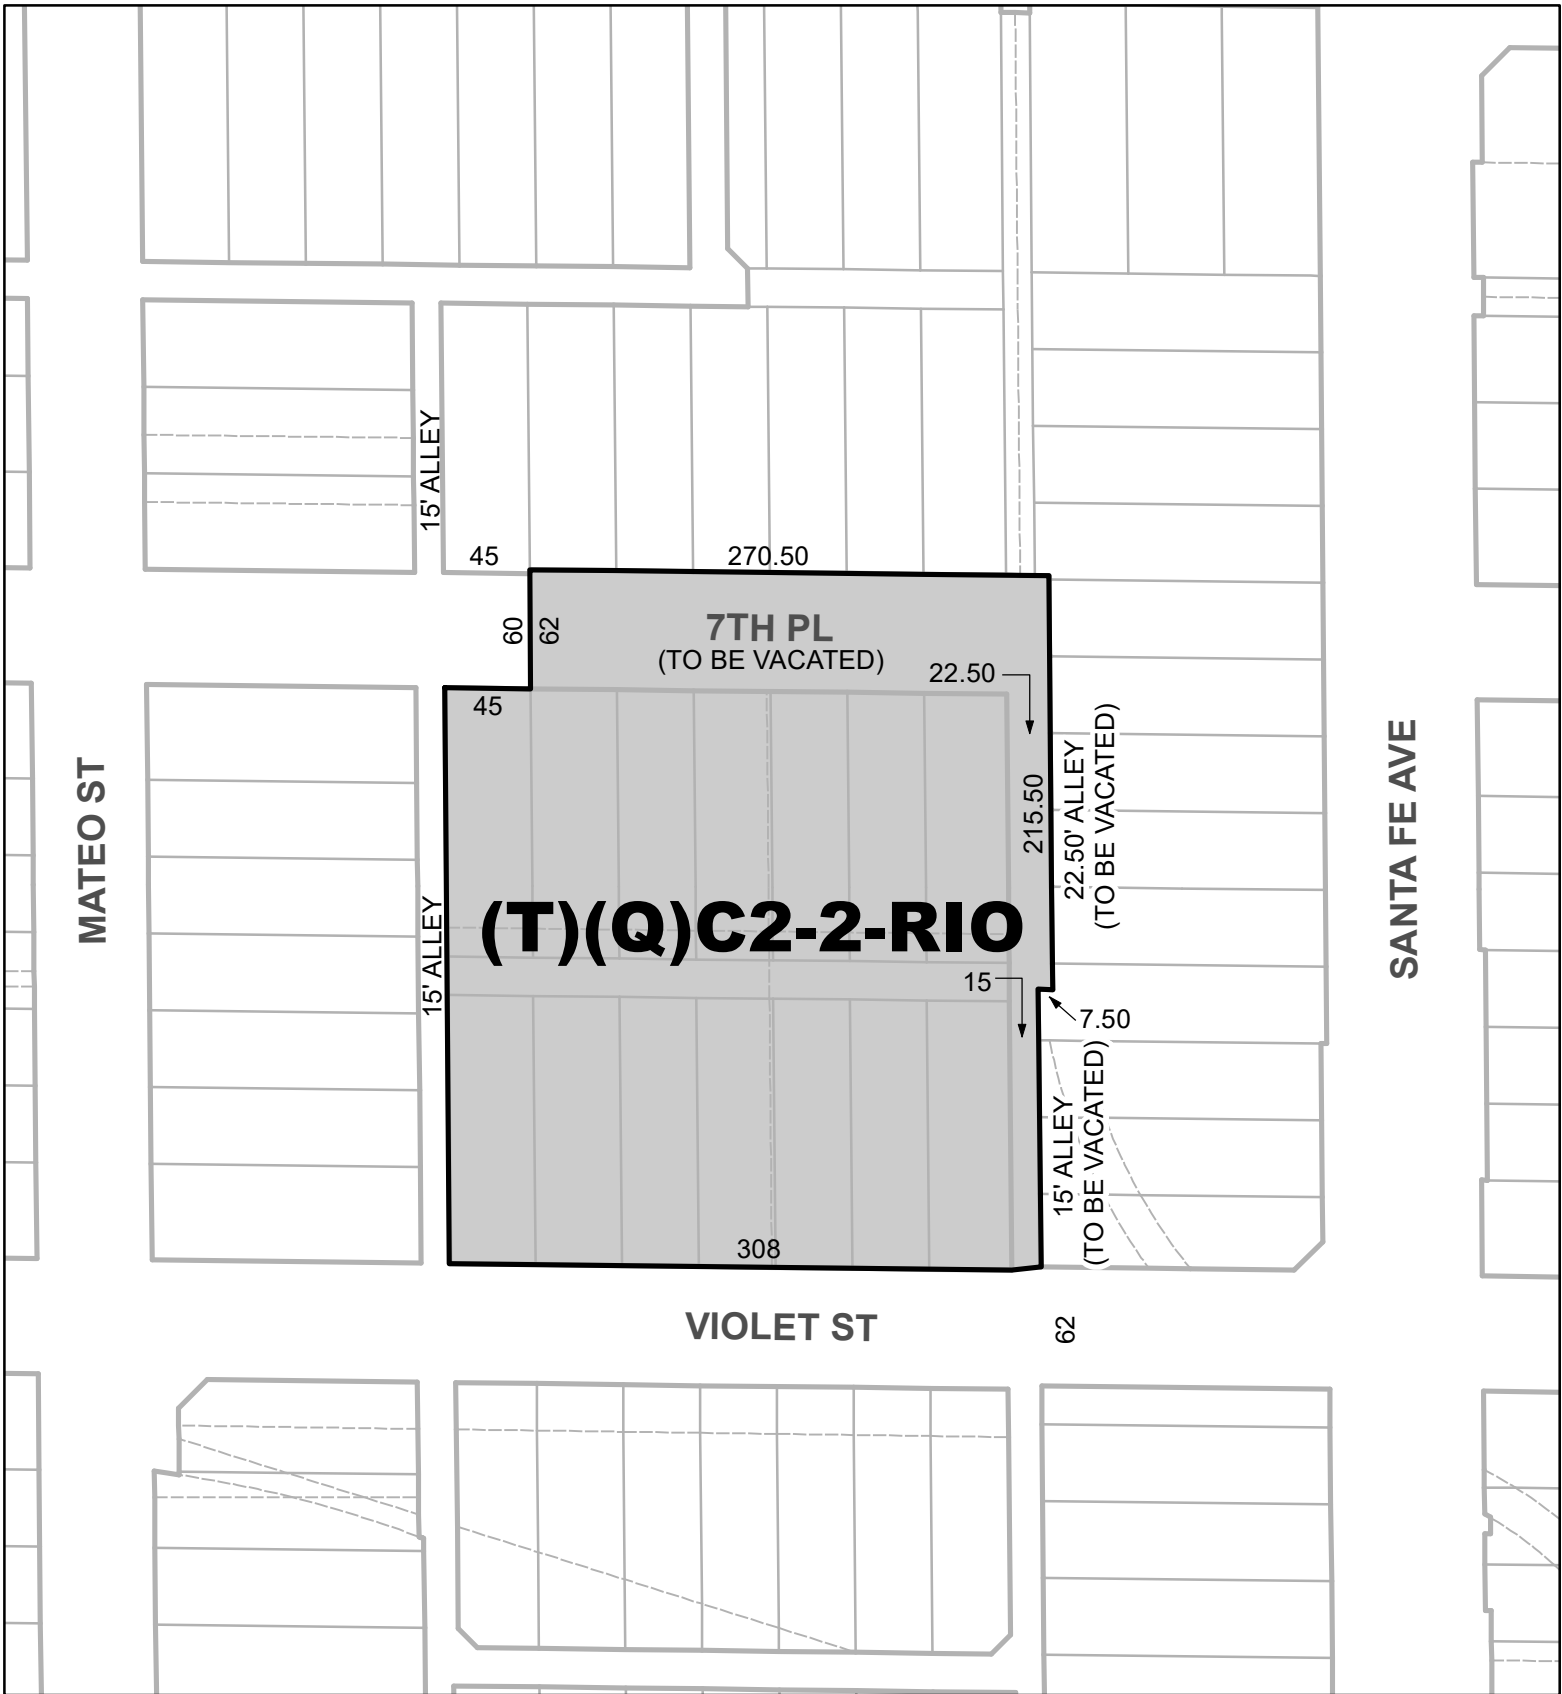 15' ALLEY
45
270.50
60
62
7TH PL
(TO BE VACATED)
22.50
45
MATEO ST
215.50
22.50' ALLEY
(TO BE VACATED)
SANTA FE AVE
15' ALLEY
(T)(Q)C2-2-RIO
15
7.50
15' ALLEY
(TO BE VACATED)
308
VIOLET ST
62